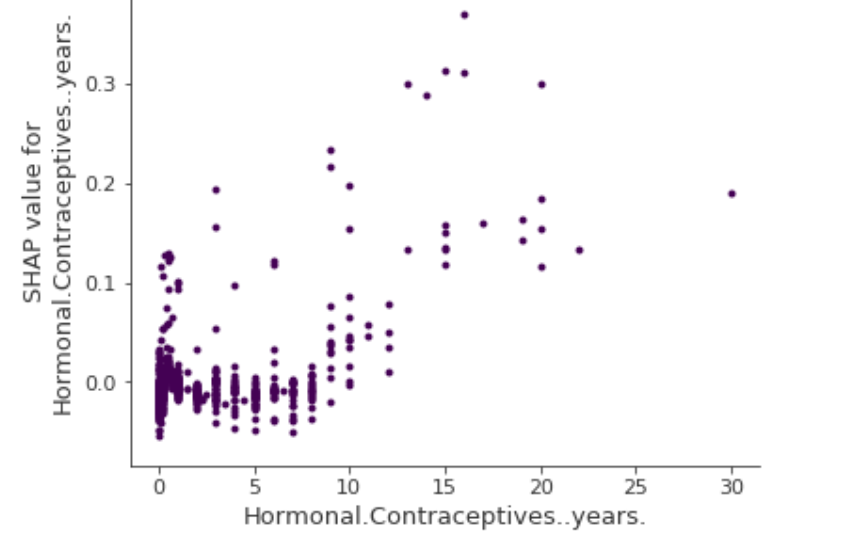 SHAP value for
Hormonal.Contraceptives..years.
0.3
0.2
0.1
0.0
0 5 10 15 20 25 30
Hormonal.Contraceptives..years.